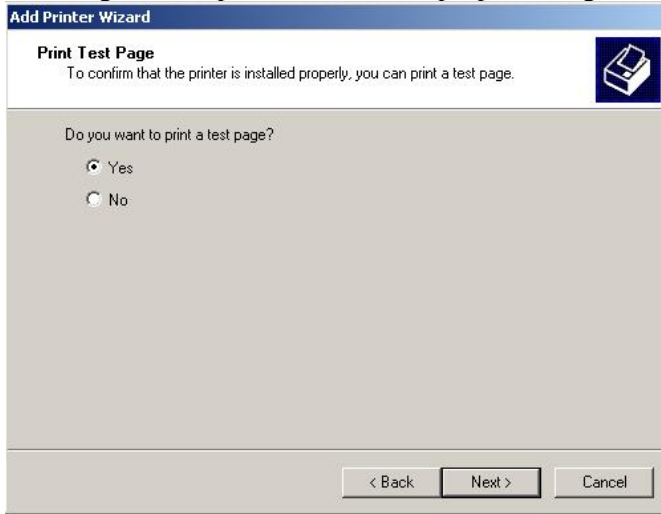 Add Printer Wizard
Print Test Page
To confirm that the printer is installed properly, you can print a test page.
Do you want to print a test page?
Yes
No
< Back Next > Cancel